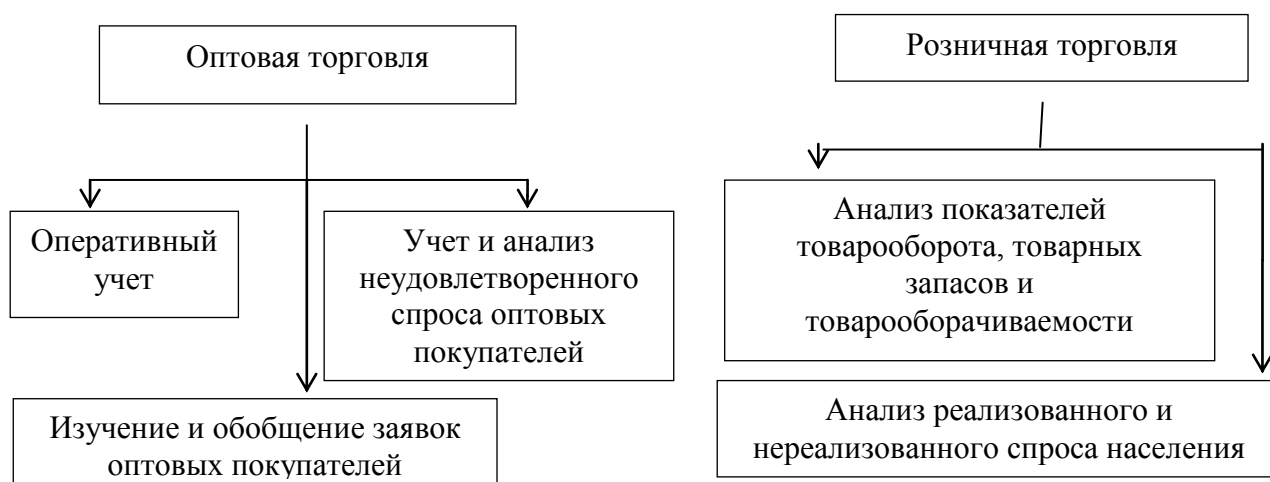 Оптовая торговля
Розничная торговля
Оперативный
учет
Учет и анализ
неудовлетворенного
спроса оптовых
покупателей
Изучение и обобщение заявок
оптовых покупателей
Анализ показателей
товарооборота, товарных
запасов и
товарооборачиваемости
Анализ реализованного и
нереализованного спроса населения